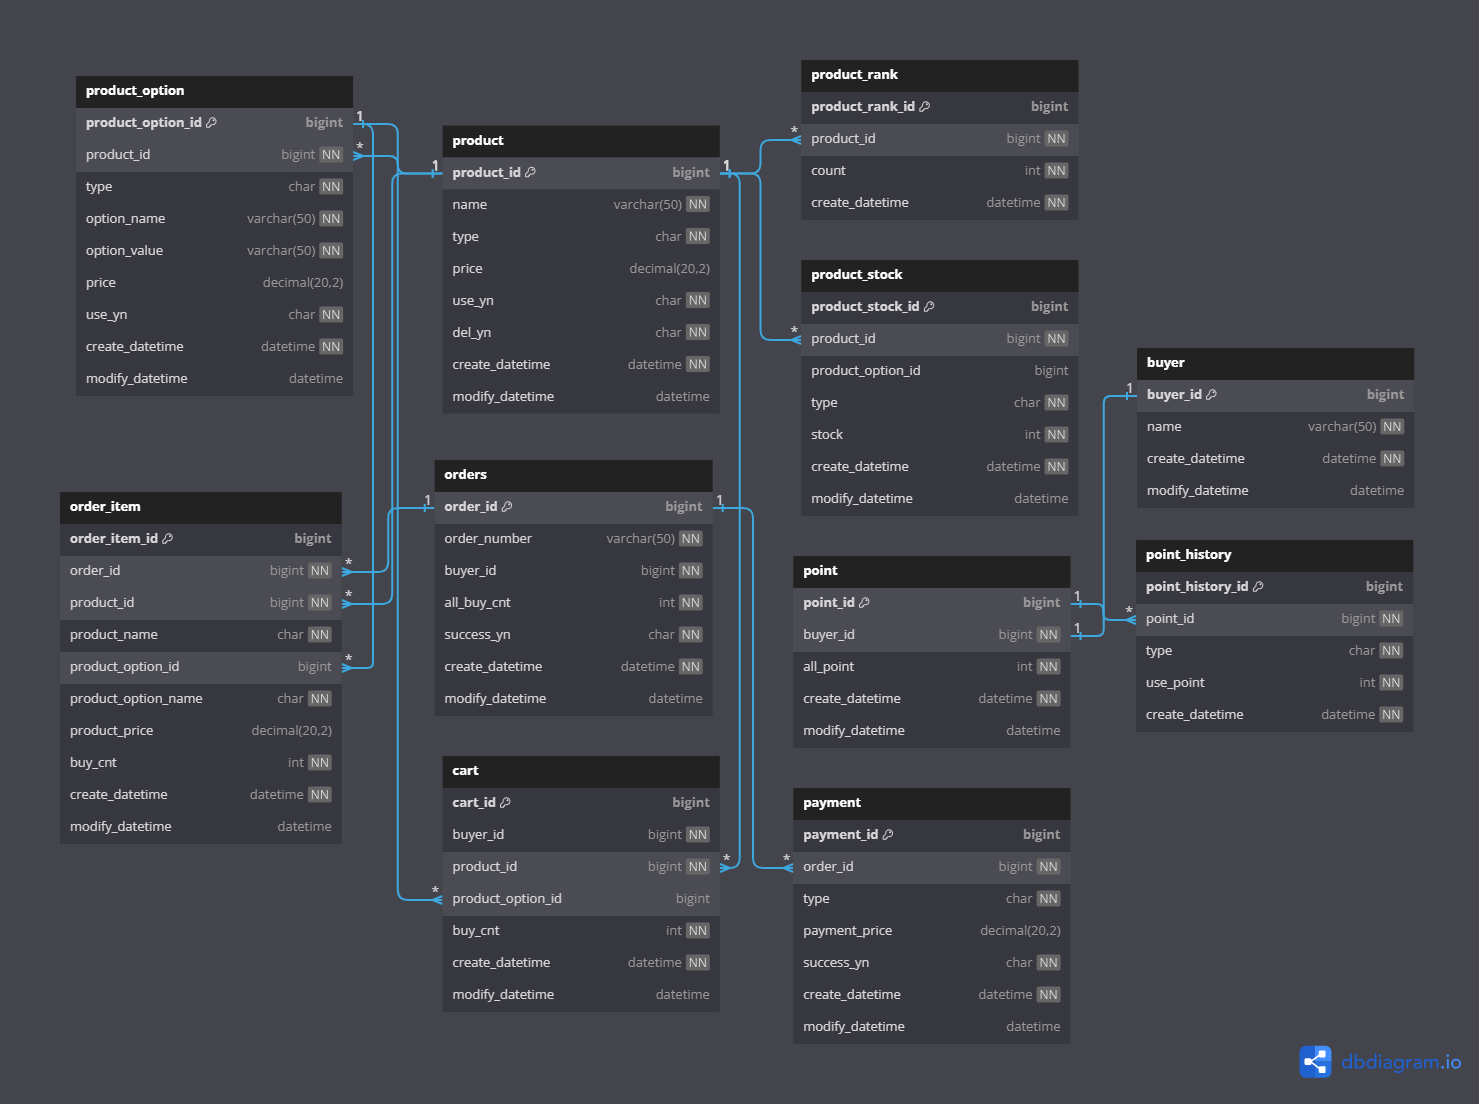 product_option
product_option_id bigint
product_id bigint NN
type char NN
option_name varchar(50) NN
option_value varchar(50) NN
price decimal(20,2)
use_yn char NN
create_datetime datetime NN
modify_datetime datetime
1
*
product
product_id bigint
name varchar(50) NN
type char NN
price decimal(20,2)
use_yn char NN
del_yn char NN
create_datetime datetime NN
modify_datetime datetime
1
1
product_rank
product_rank_id bigint
product_id bigint NN
count int NN
create_datetime datetime NN
*
product_stock
product_stock_id bigint
product_id bigint NN
product_option_id bigint
type char NN
stock int NN
create_datetime datetime NN
modify_datetime datetime
*
buyer
buyer_id bigint
name varchar(50) NN
create_datetime datetime NN
modify_datetime datetime
1
order_item
order_item_id bigint
order_id bigint NN
product_id bigint NN
product_name char NN
product_option_id bigint
product_option_name char NN
product_price decimal(20,2)
buy_cnt int NN
create_datetime datetime NN
modify_datetime datetime
*
*
*
orders
order_id bigint
order_number varchar(50) NN
buyer_id bigint NN
all_buy_cnt int NN
success_yn char NN
create_datetime datetime NN
modify_datetime datetime
1
1
point
point_id bigint
buyer_id bigint NN
all_point int NN
create_datetime datetime NN
modify_datetime datetime
1
1
point_history
point_history_id bigint
point_id bigint NN
type char NN
use_point int NN
create_datetime datetime NN
*
cart
cart_id bigint
buyer_id bigint NN
product_id bigint NN
product_option_id bigint
buy_cnt int NN
create_datetime datetime NN
modify_datetime datetime
*
*
payment
payment_id bigint
order_id bigint NN
type char NN
payment_price decimal(20,2)
success_yn char NN
create_datetime datetime NN
modify_datetime datetime
*
dbdiagram.io